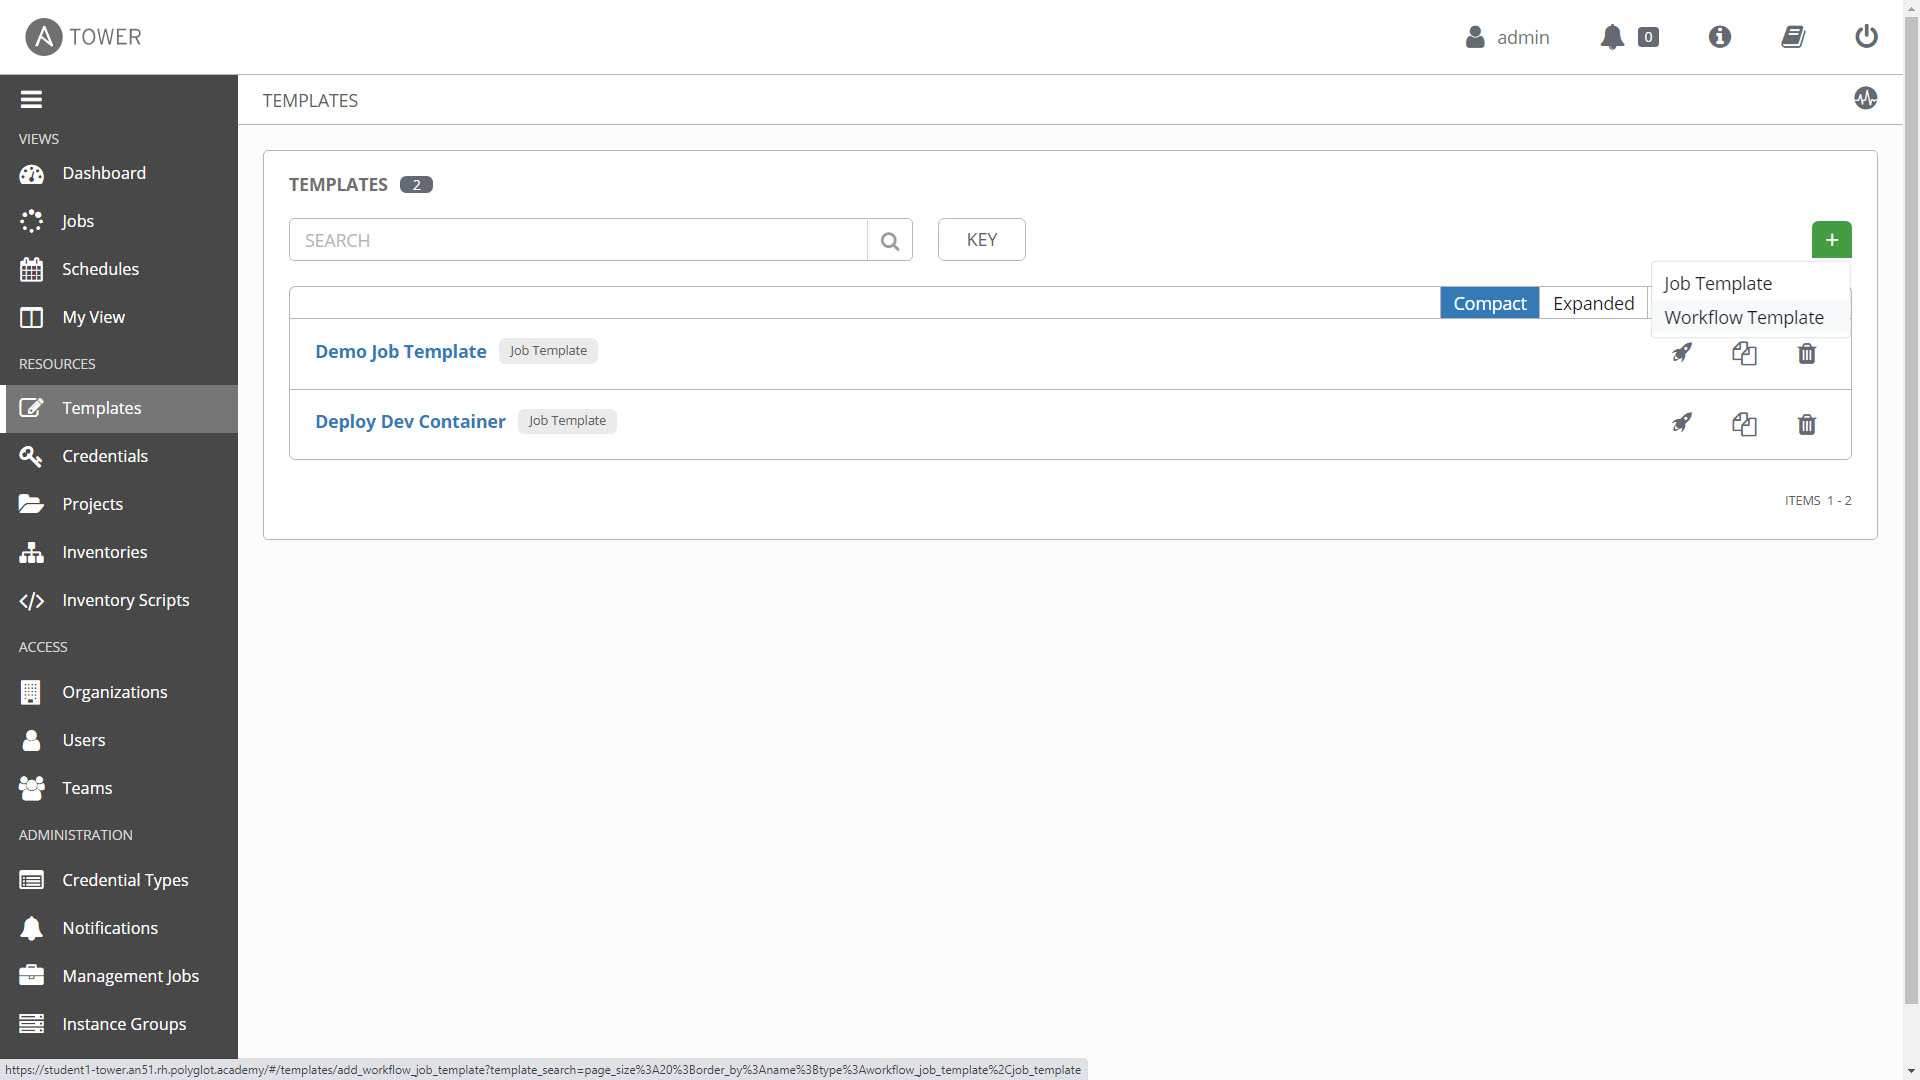 TOWER
admin
0
TEMPLATES
VIEWS
Dashboard
Jobs
Schedules
My View
RESOURCES
Templates
Credentials
Projects
Inventories
Inventory Scripts
ACCESS
Organizations
Users
Teams
ADMINISTRATION
Credential Types
Notifications
Management Jobs
Instance Groups
TEMPLATES 2
SEARCH
KEY
+
Job Template
Workflow Template
Compact
Expanded
Demo Job Template Job Template
Deploy Dev Container Job Template
ITEMS 1 - 2
https://student1-tower.an51.rh.polyglot.academy/#/templates/add_workflow_job_template?template_search=page_size%3A20%3Border_by%3Aname%3Btype%3Aworkflow_job_template%2Cjob_template